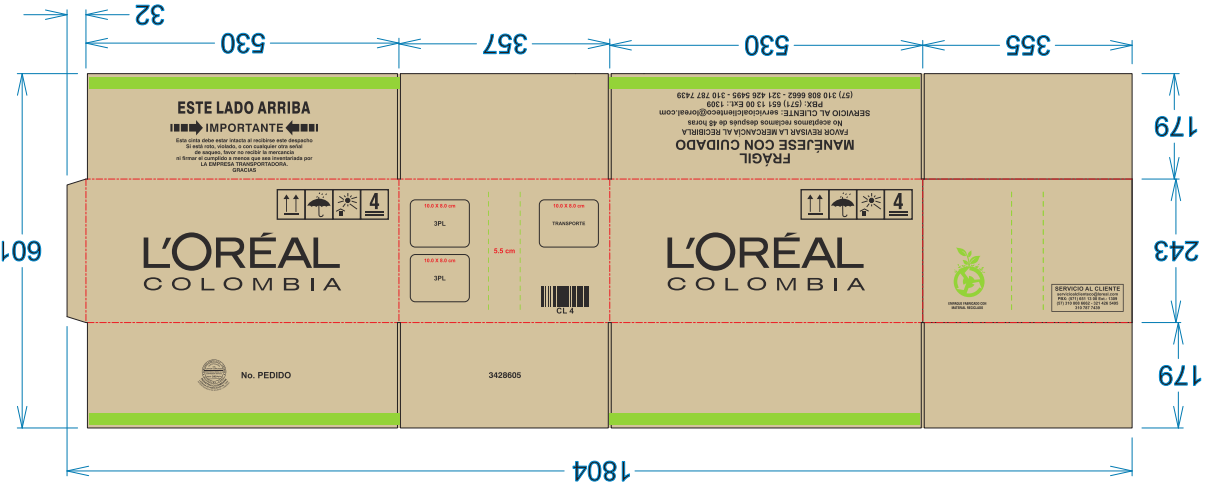 32
530
357
530
355
601
179
243
179
1804
ESTE LADO ARRIBA
IMPORTANTE
Este cinta debe estar intacta al recibirse este despacho
Si está roto, violado, o con cualquier otra señal
de saqueo, favor no recibir la mercancía
ni firmar el cumplido a menos que sea inventariada por
LA EMPRESA TRANSPORTADORA.
GRACIAS
4
L'ORÉAL
COLOMBIA
No. PEDIDO
10.0 X 8.0 cm
3PL
10.0 X 8.0 cm
3PL
5.5 cm
10.0 X 8.0 cm
TRANSPORTE
CL 4
3428605
FRÁGIL
MANÉJESE CON CUIDADO
FAVOR REVISAR LA MERCANCÍA AL RECIBIRLA
No aceptamos reclamos después de 48 horas
SERVICIO AL CLIENTE: servicioalclienteco@loreal.com
PBX: (571) 651 13 00 Ext.: 1309
(57) 310 808 6662 - 321 426 5495 - 310 787 7439
4
L'ORÉAL
COLOMBIA
EMPAQUE FABRICADO CON
MATERIAL RECICLADO
SERVICIO AL CLIENTE
servicioalclienteco@loreal.com
PBX: (571) 651 13 00 Ext.: 1309
(57) 310 808 6662 - 321 426 5495
310 787 7439